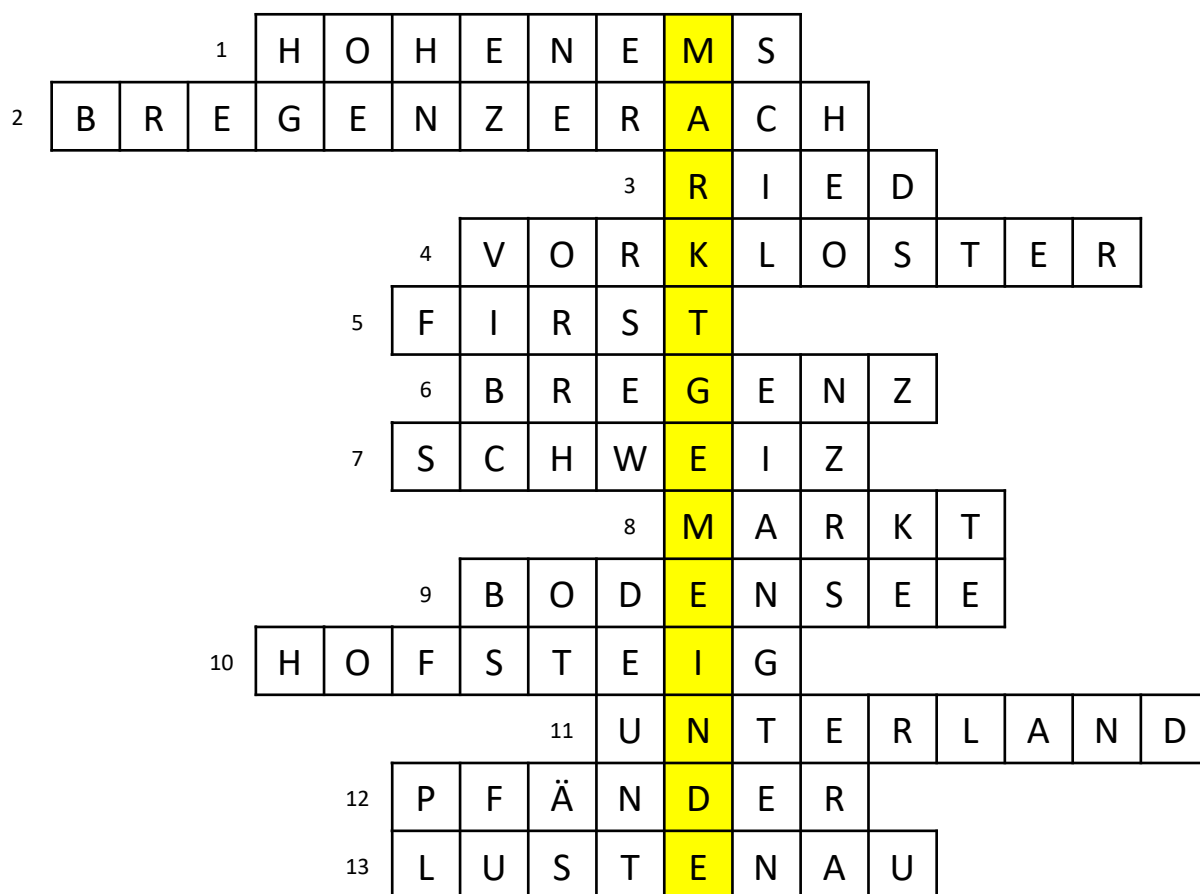 1 HOHENEMS
2 BREGENZERACH
3 RIED
4 VORKLOSTER
5 FIRST
6 BREGENZ
7 SCHWEIZ
8 MARKT
9 BODENSEE
10 HOFSTEIG
11 UNTERLAND
12 PFÄNDER
13 LUSTENAU